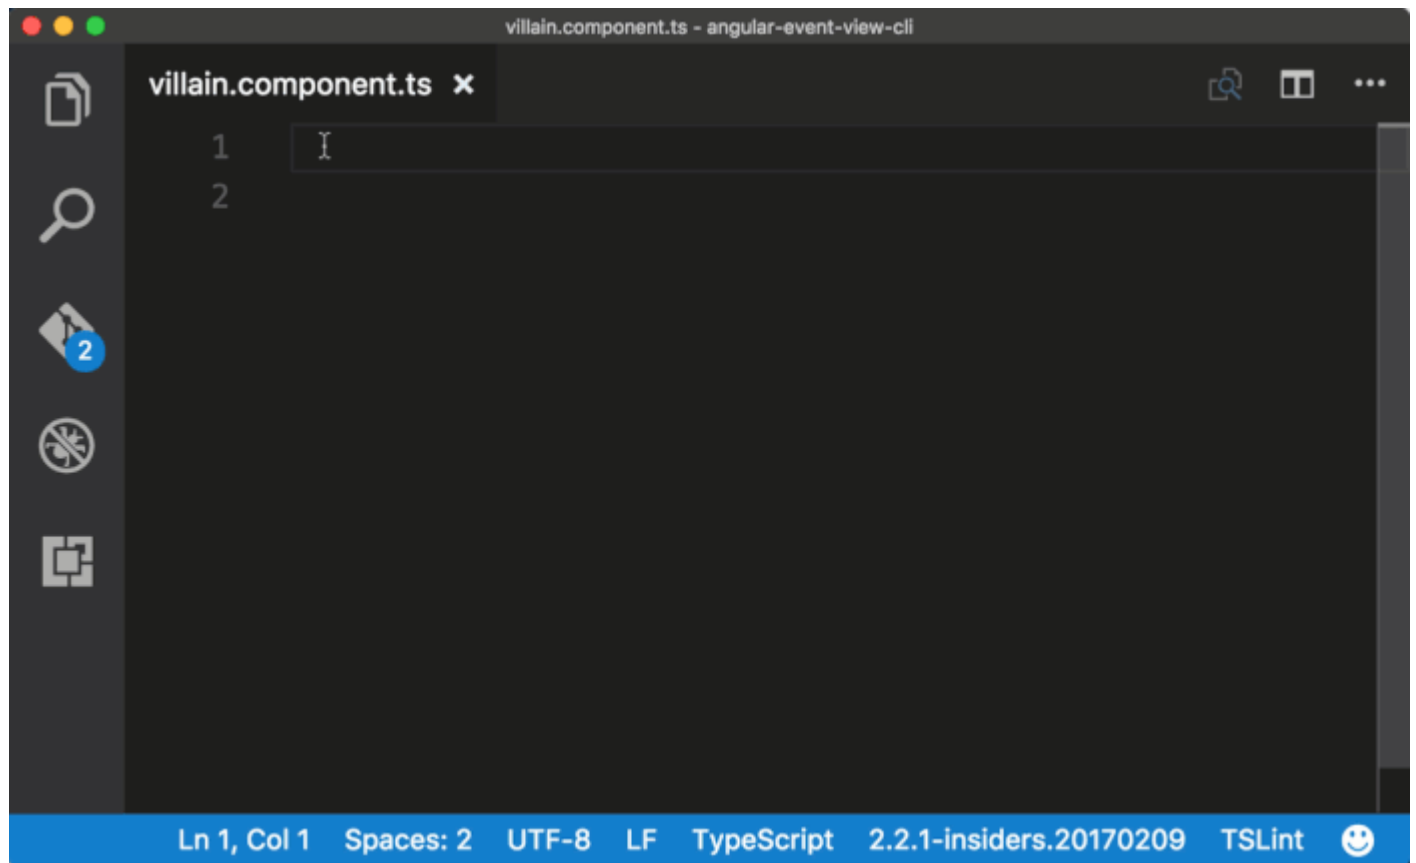 villain.component.ts - angular-event-view-cli
villain.component.ts ×
1
2
2
Ln 1, Col 1 Spaces: 2 UTF-8 LF TypeScript 2.2.1-insiders.20170209 TSLint